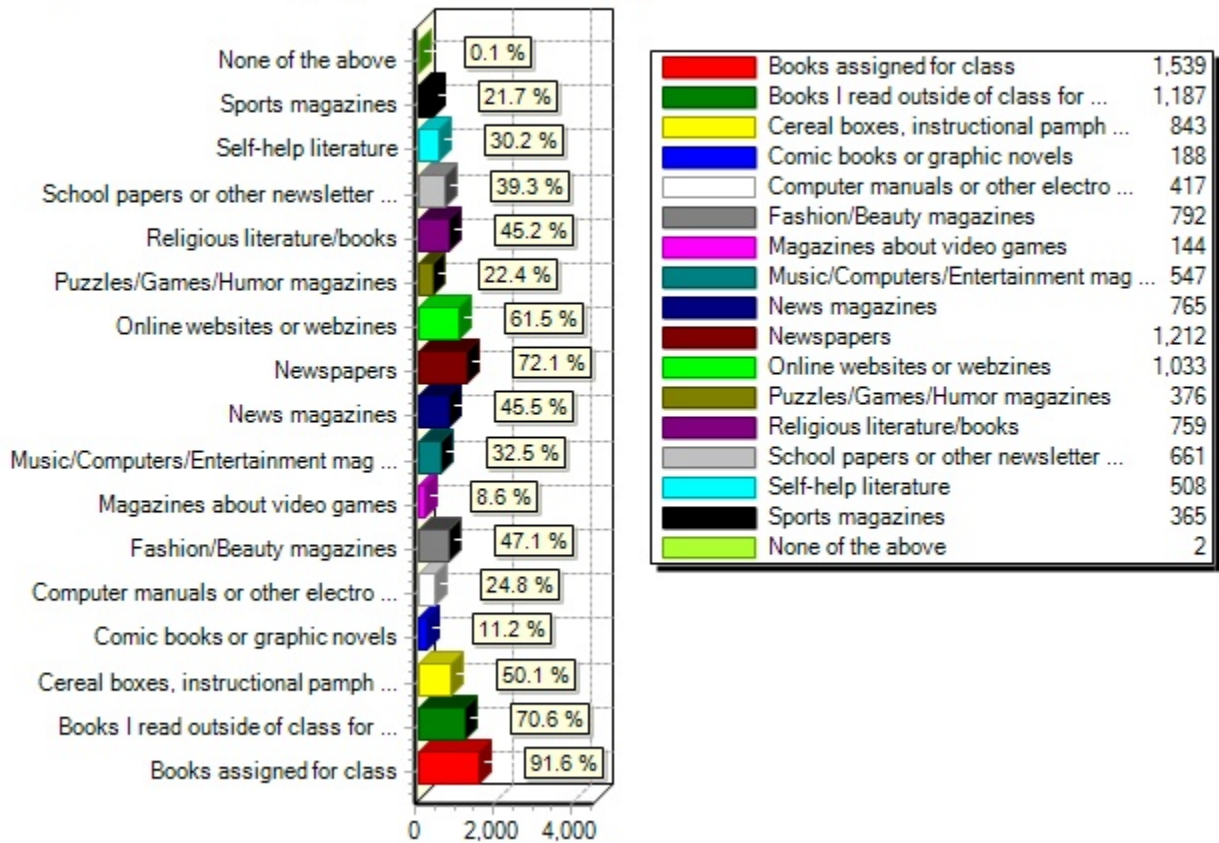 None of the above 0.1 %
Sports magazines 21.7 %
Self-help literature 30.2 %
School papers or other newsletter ... 39.3 %
Religious literature/books 45.2 %
Puzzles/Games/Humor magazines 22.4 %
Online websites or webzines 61.5 %
Newspapers 72.1 %
News magazines 45.5 %
Music/Computers/Entertainment mag ... 32.5 %
Magazines about video games 8.6 %
Fashion/Beauty magazines 47.1 %
Computer manuals or other electro ... 24.8 %
Comic books or graphic novels 11.2 %
Cereal boxes, instructional pamph ... 50.1 %
Books I read outside of class for ... 70.6 %
Books assigned for class 91.6 %
0 2,000 4,000
Books assigned for class 1,539
Books I read outside of class for ... 1,187
Cereal boxes, instructional pamph ... 843
Comic books or graphic novels 188
Computer manuals or other electro ... 417
Fashion/Beauty magazines 792
Magazines about video games 144
Music/Computers/Entertainment mag ... 547
News magazines 765
Newspapers 1,212
Online websites or webzines 1,033
Puzzles/Games/Humor magazines 376
Religious literature/books 759
School papers or other newsletter ... 661
Self-help literature 508
Sports magazines 365
None of the above 2